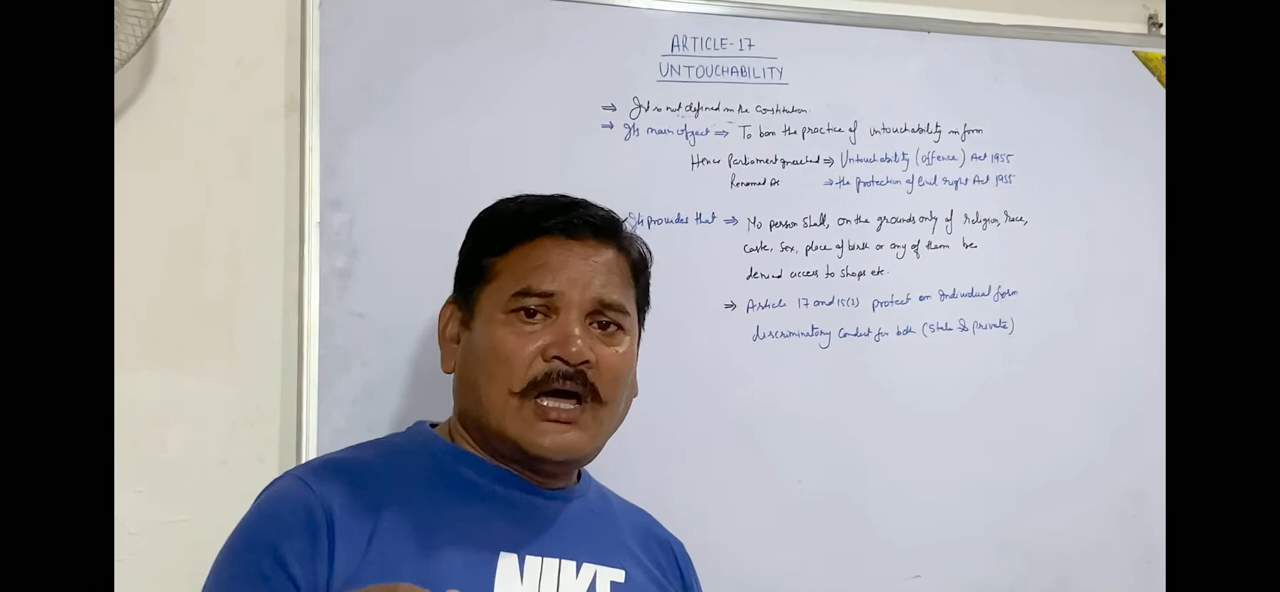 ARTICLE-17
UNTOUCHABILITY
⇒ It is not defined in the Constitution.
⇒ Its main object ⇒ To ban the practice of untouchability in form
Hence Parliament enacted ⇒ Untouchability (offence) Act 1955
Renamed As ⇒ the protection of Civil right Act 1955
Its provides that ⇒ No person shall, on the grounds only of religion, race,
caste, sex, place of birth or any of them be
denied access to shops etc.
⇒ Article 17 and 15(2) protect an Individual form
discriminatory conduct for both (State & private)
NIKE